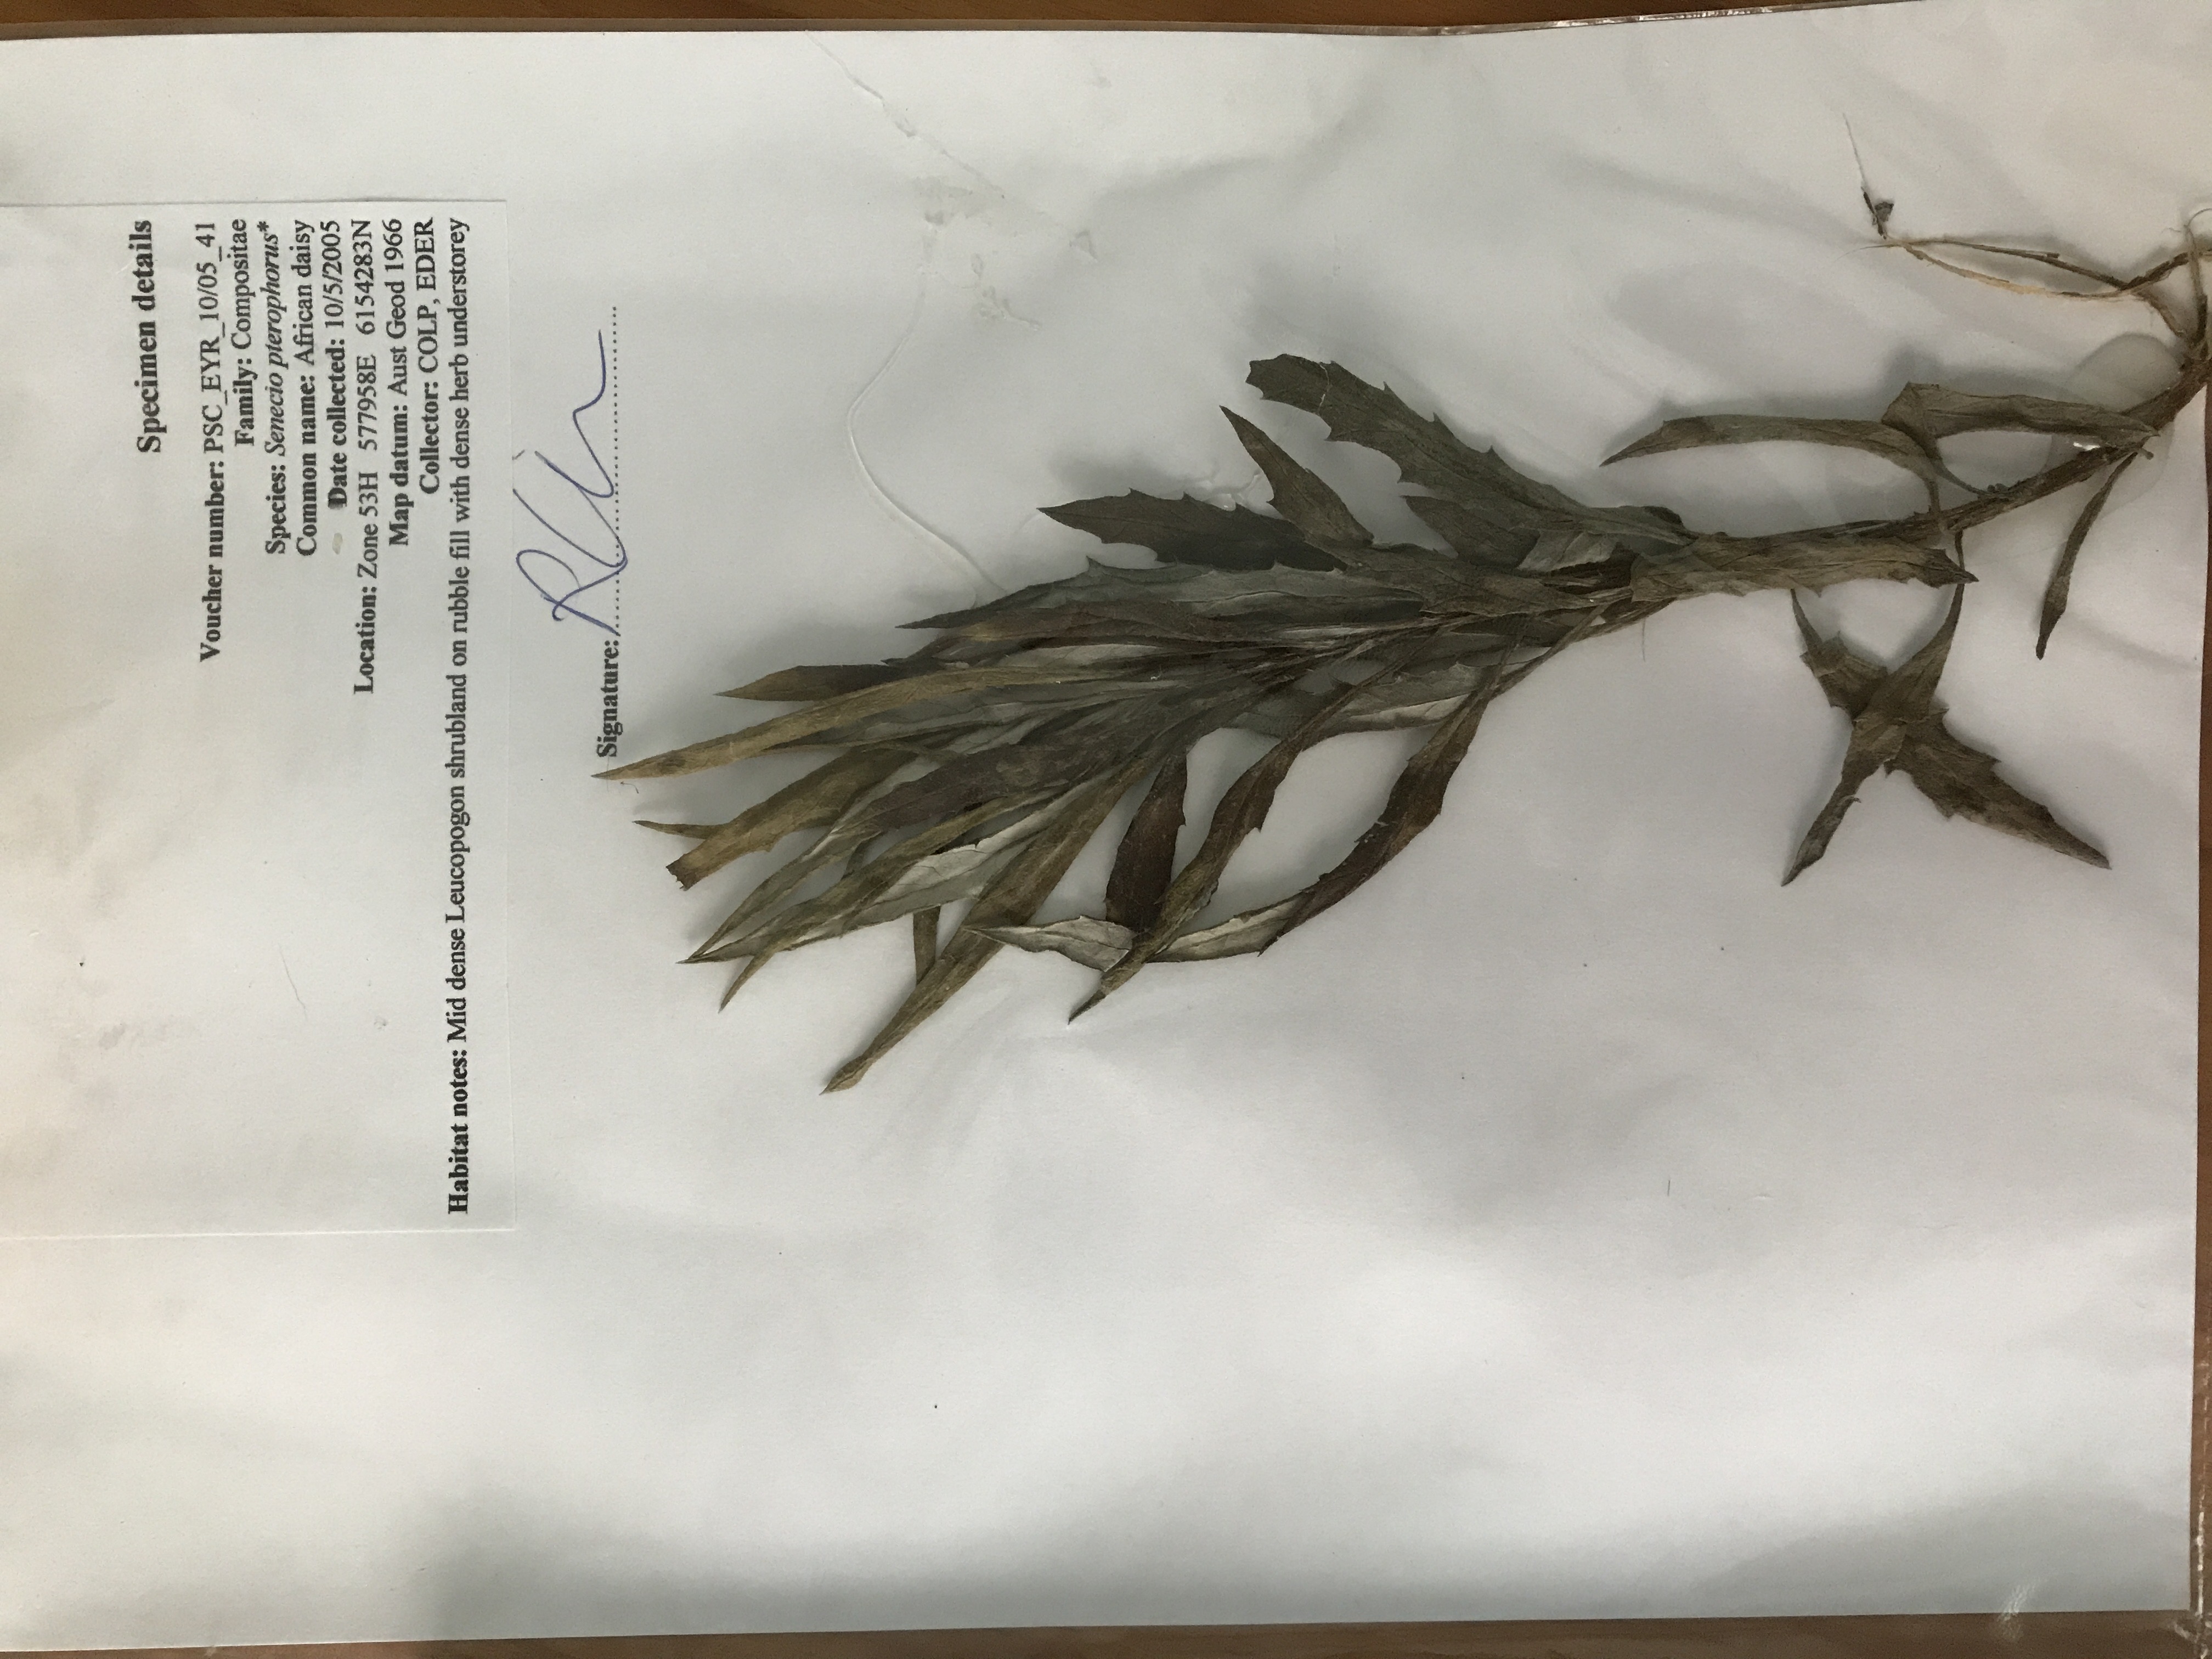 Specimen details
Voucher number: PSC_EYR_10/05_41
Family: Compositae
Species: Senecio pterophorus*
Common name: African daisy
Date collected: 10/5/2005
Location: Zone 53H 577958E 6154283N
Map datum: Aust Geod 1966
Collector: COLP, EDER
Habitat notes: Mid dense Leucopogon shrubland on rubble fill with dense herb understorey
Signature: